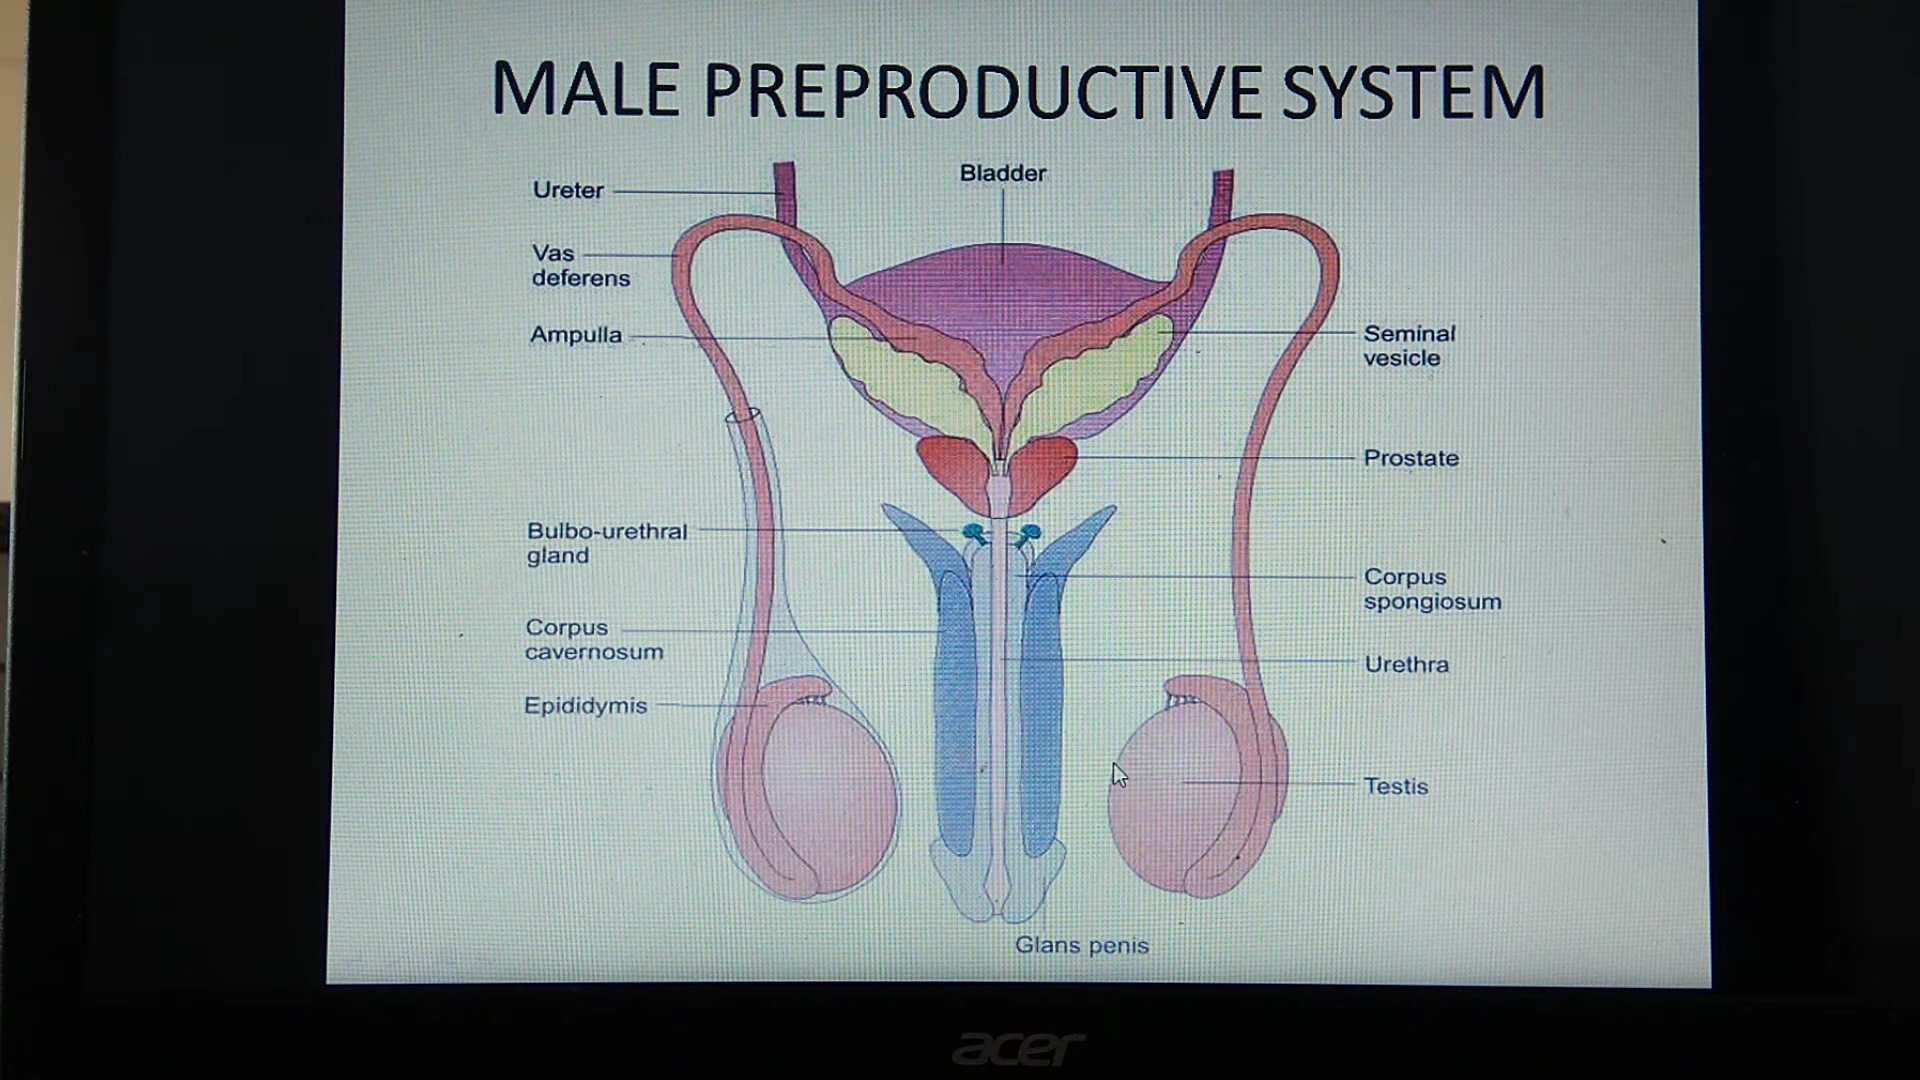 MALE PREPRODUCTIVE SYSTEM
Bladder
Ureter
Vas
deferens
Ampulla
Seminal
vesicle
Prostate
Bulbo-urethral
gland
Corpus
spongiosum
Corpus
cavernosum
Urethra
Epididymis
Testis
Glans penis
acer